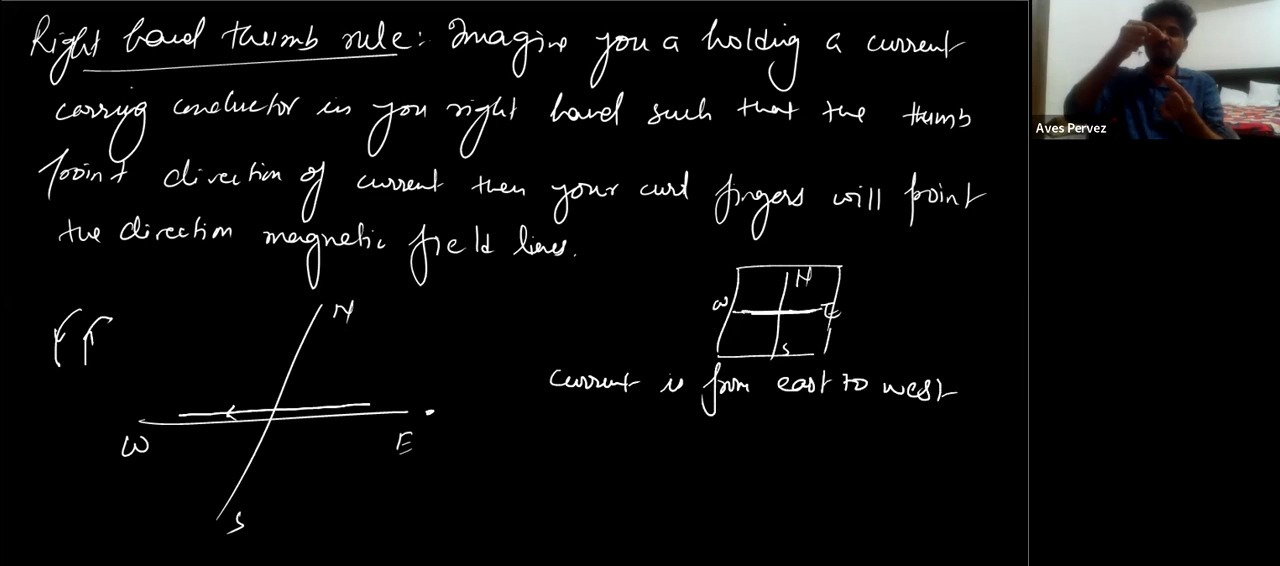 Right hand thumb rule: Imagine you a holding a current
carrying conductor in you right hand such that the thumb
point direction of current then your curl fingers will point
the direction magnetic field lines.
N
W E
S
N
W E
S
current is from east to west
Aves Pervez